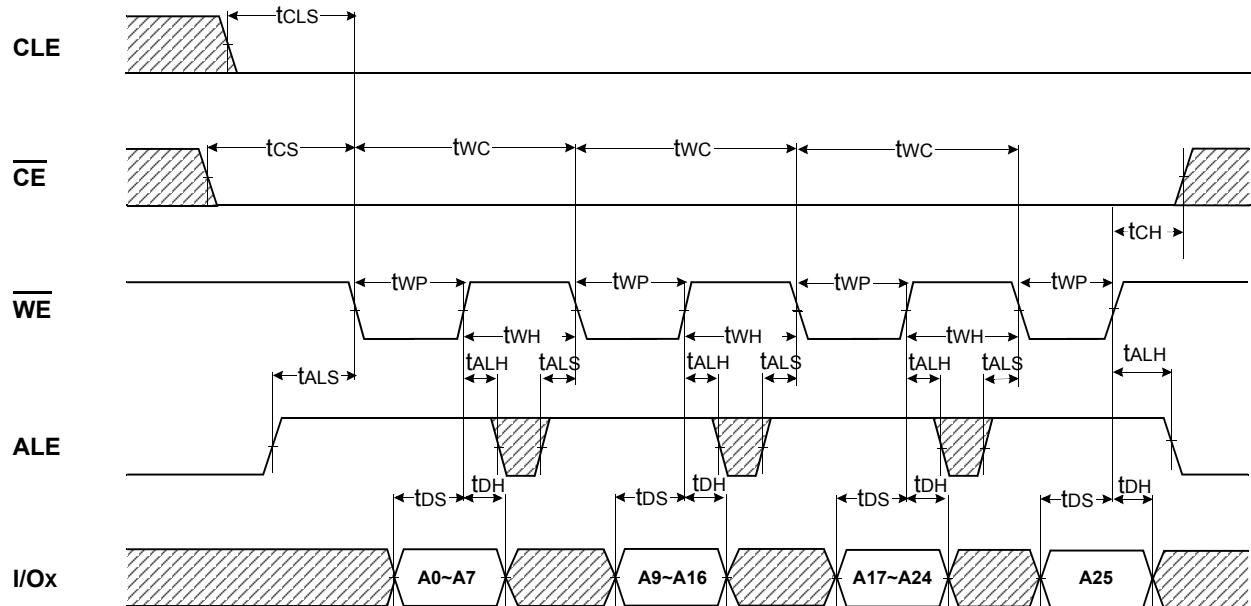 CLE
tCLS
CE
tCS
tWC
tWC
tWC
tCH
WE
tWP
tWP
tWP
tWP
tWH
tWH
tWH
tALH
tALS
tALH
tALS
tALH
tALS
tALH
tALS
ALE
tDS
tDH
tDS
tDH
tDS
tDH
tDS
tDH
I/Ox
A0~A7
A9~A16
A17~A24
A25